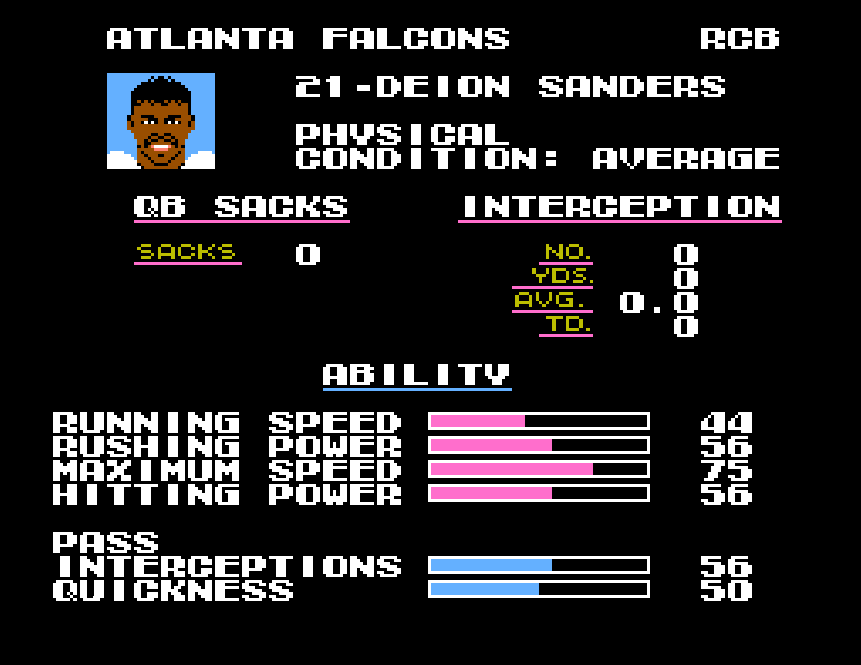 ATLANTA FALCONS RCB
21-DEION SANDERS
PHYSICAL
CONDITION: AVERAGE
QB SACKS INTERCEPTION
SACKS 0 NO. 0
YDS. 0
AVG. 0.0
TD. 0
ABILITY
RUNNING SPEED 44
RUSHING POWER 56
MAXIMUM SPEED 75
HITTING POWER 56
PASS
INTERCEPTIONS 56
QUICKNESS 50